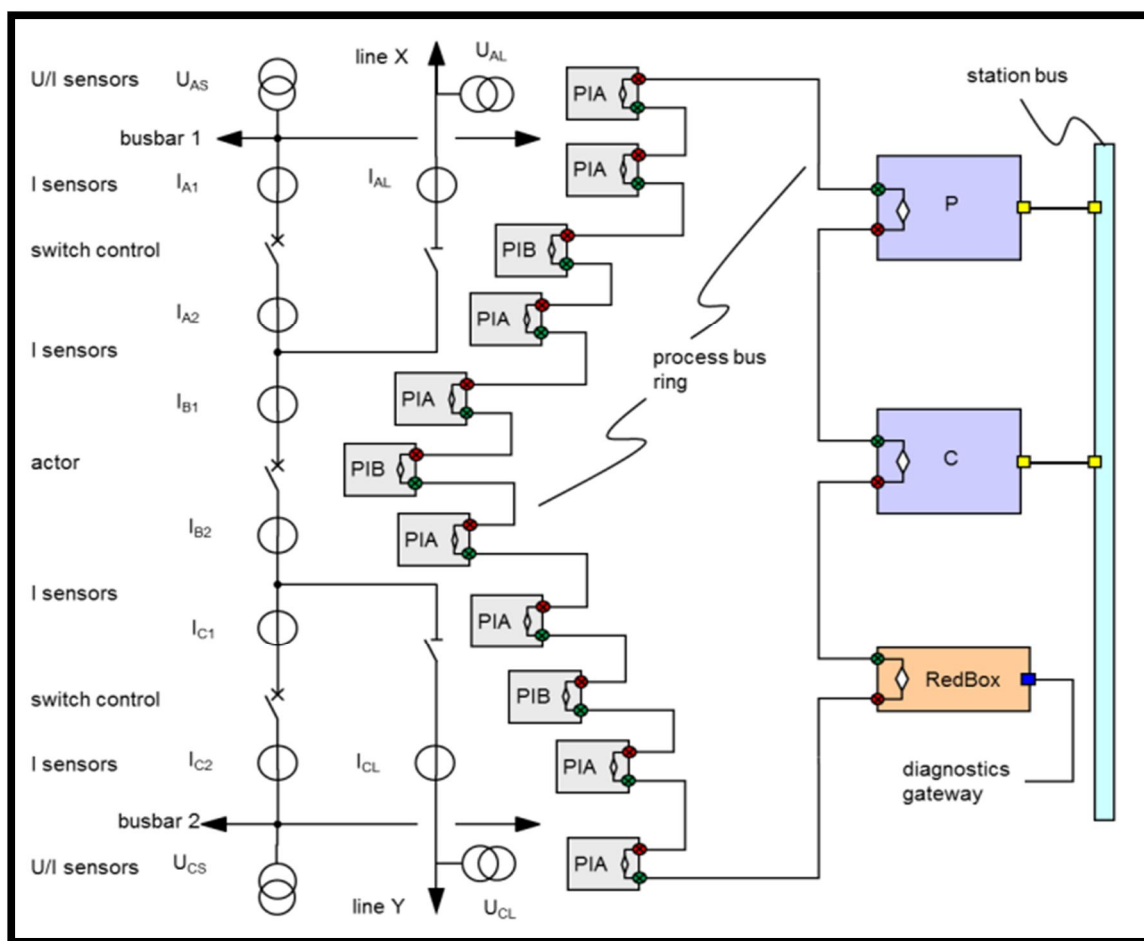 line X
U_AL
station bus
U/I sensors
U_AS
PIA
busbar 1
I sensors
I_A1
I_AL
PIA
P
switch control
PIB
I_A2
PIA
I sensors
process bus
ring
I_B1
PIA
actor
PIB
C
I_B2
PIA
I sensors
I_C1
PIA
switch control
PIB
RedBox
I sensors
I_C2
I_CL
PIA
diagnostics
gateway
busbar 2
U/I sensors
U_CS
PIA
line Y
U_CL